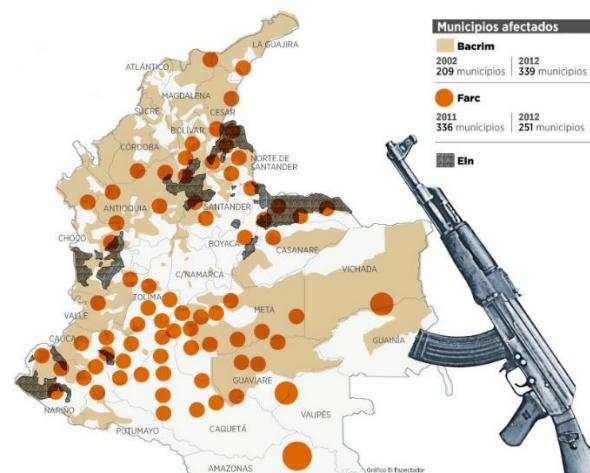 Municipios afectados
Bacrim
2002
209 municipios
2012
339 municipios
Farc
2011
336 municipios
2012
251 municipios
Eln
LA GUAJIRA
ATLÁNTICO
MAGDALENA
CESAR
SUCRE
BOLÍVAR
CÓRDOBA
NORTE DE
SANTANDER
ANTIOQUIA
SANTANDER
CHOCÓ
BOYACÁ
CASANARE
C/NAMARCA
VICHADA
TOLIMA
VALLE
META
GUAINÍA
CAUCA
GUAVIARE
NARIÑO
VAUPÉS
PUTUMAYO
CAQUETÁ
AMAZONAS
Gráfico El Espectador